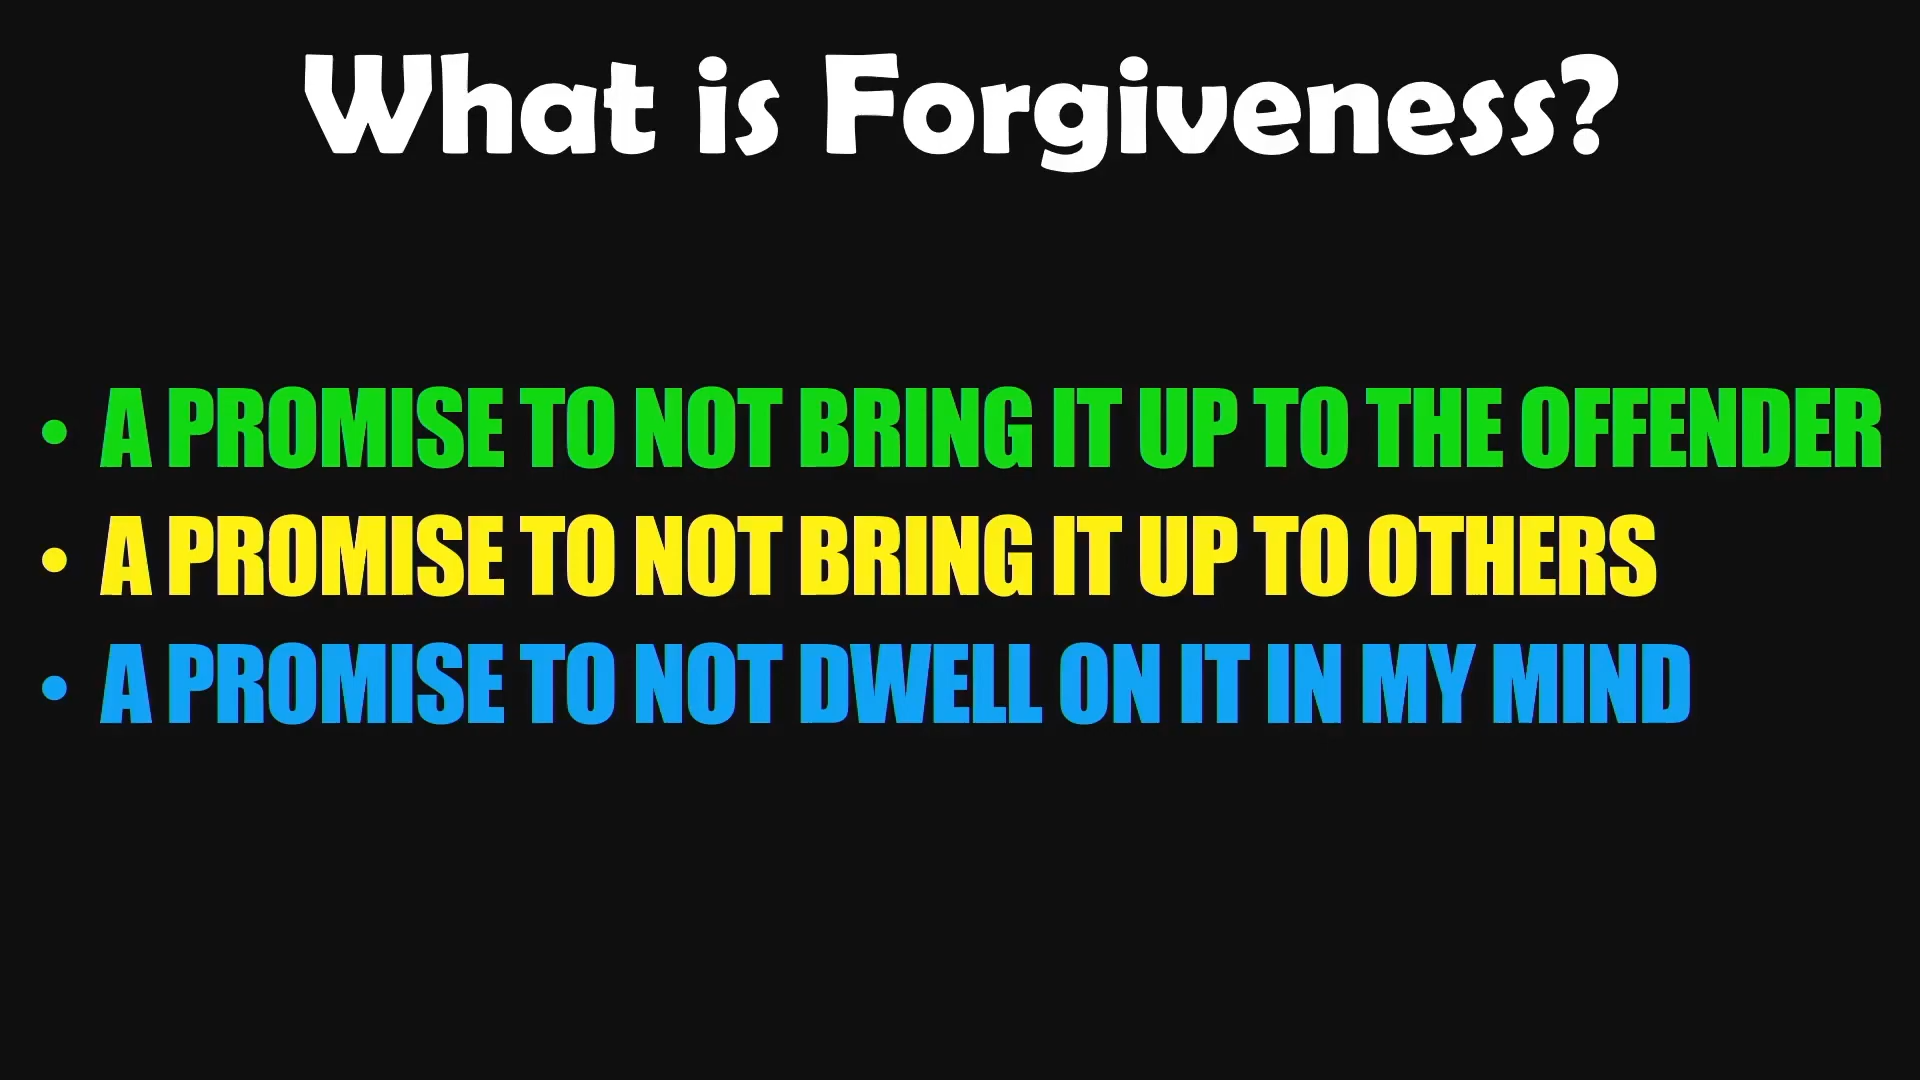 What is Forgiveness?
• A PROMISE TO NOT BRING IT UP TO THE OFFENDER
• A PROMISE TO NOT BRING IT UP TO OTHERS
• A PROMISE TO NOT DWELL ON IT IN MY MIND